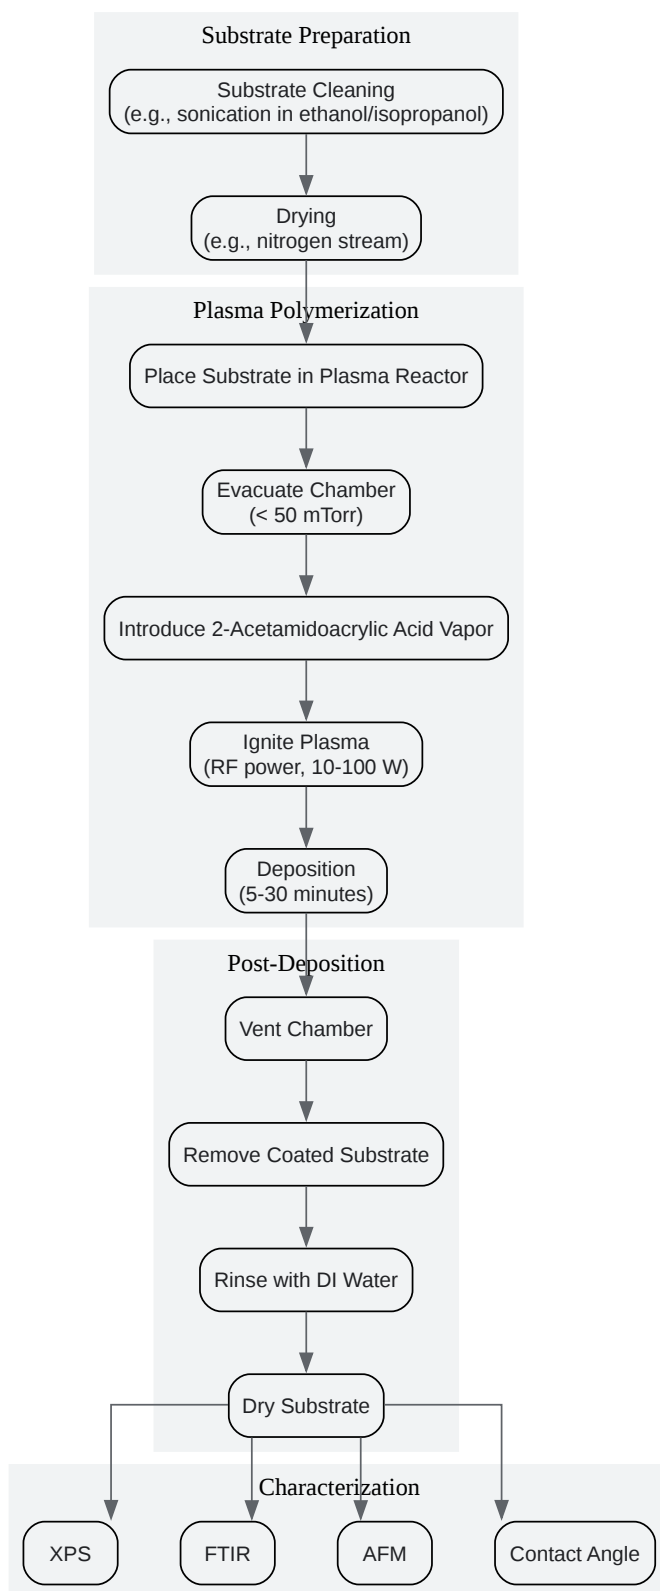 Substrate Preparation
Substrate Cleaning
(e.g., sonication in ethanol/isopropanol)
Drying
(e.g., nitrogen stream)
Plasma Polymerization
Place Substrate in Plasma Reactor
Evacuate Chamber
(< 50 mTorr)
Introduce 2-Acetamidoacrylic Acid Vapor
Ignite Plasma
(RF power, 10-100 W)
Deposition
(5-30 minutes)
Post-Deposition
Vent Chamber
Remove Coated Substrate
Rinse with DI Water
Dry Substrate
Characterization
XPS
FTIR
AFM
Contact Angle